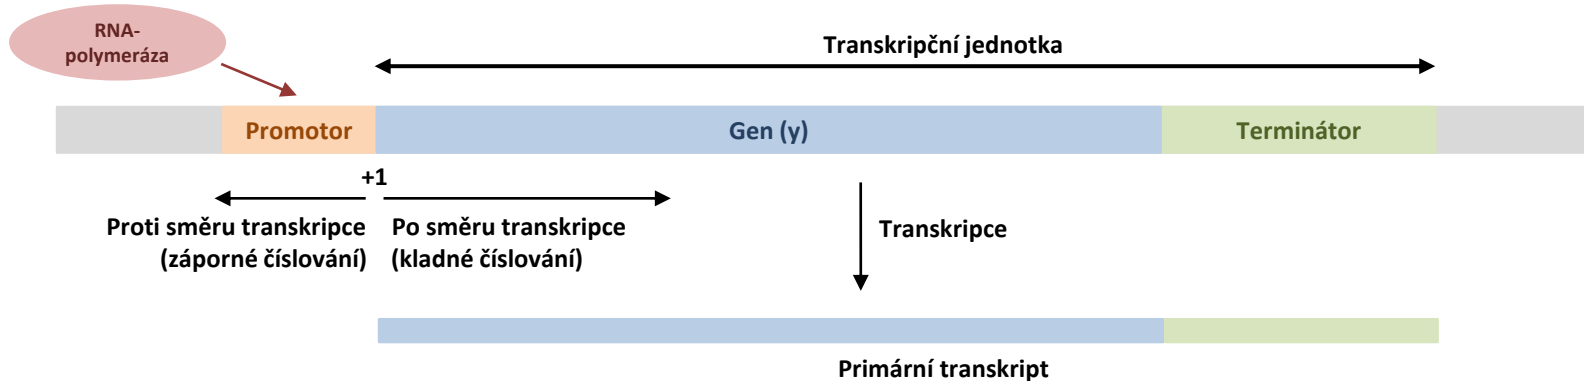 RNA-
polymeráza
Transkripční jednotka
Promotor
Gen (y)
Terminátor
+1
Proti směru transkripce
(záporné číslování)
Po směru transkripce
(kladné číslování)
Transkripce
Primární transkript